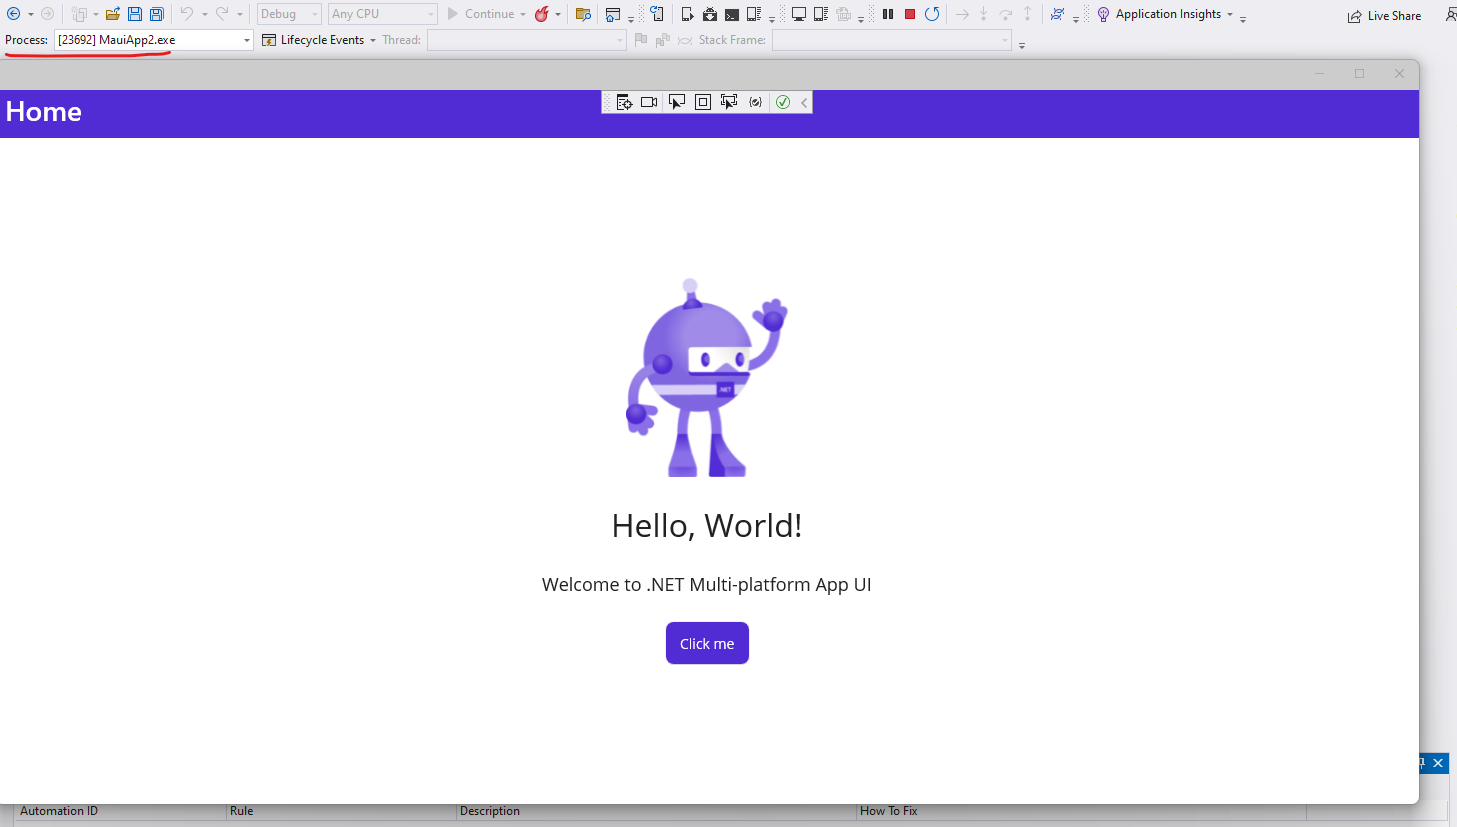 Debug Any CPU Continue Application Insights Live Share
Process: [23692] MauiApp2.exe Lifecycle Events Thread: Stack Frame:
Home
.NET
Hello, World!
Welcome to .NET Multi-platform App UI
Click me
Automation ID Rule Description How To Fix